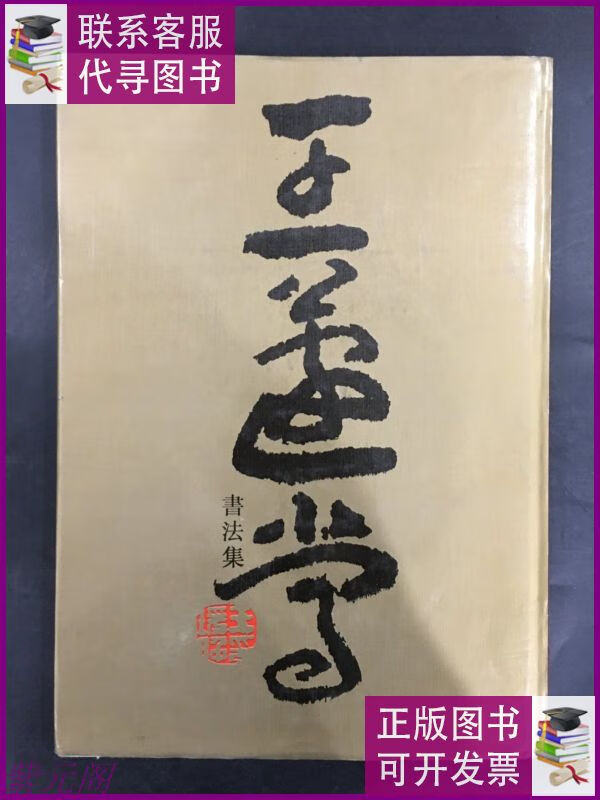 联系客服
代寻图书
王蘧常
書法集
正版图书
可开发票